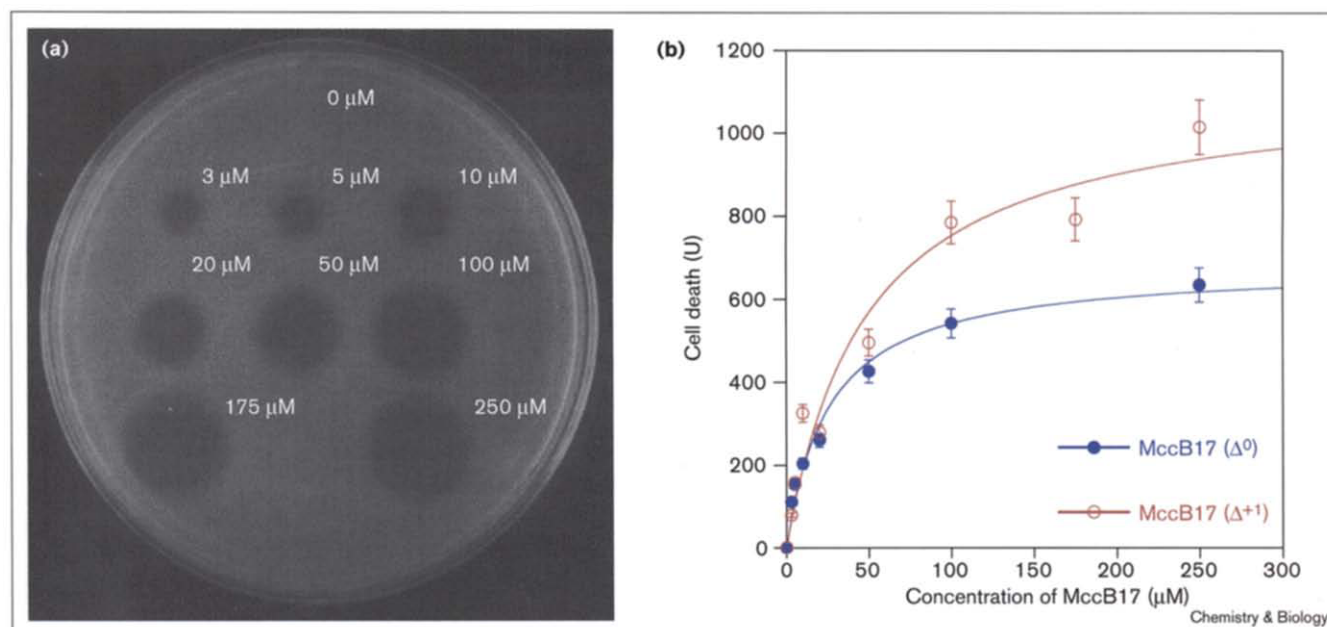 (a)
0 µM
3 µM 5 µM 10 µM
20 µM 50 µM 100 µM
175 µM 250 µM
(b)
1200
1000
800
600
400
200
0
Cell death (U)
0 50 100 150 200 250 300
Concentration of MccB17 (µM)
MccB17 (Δ⁰)
MccB17 (Δ⁺¹)
Chemistry & Biology